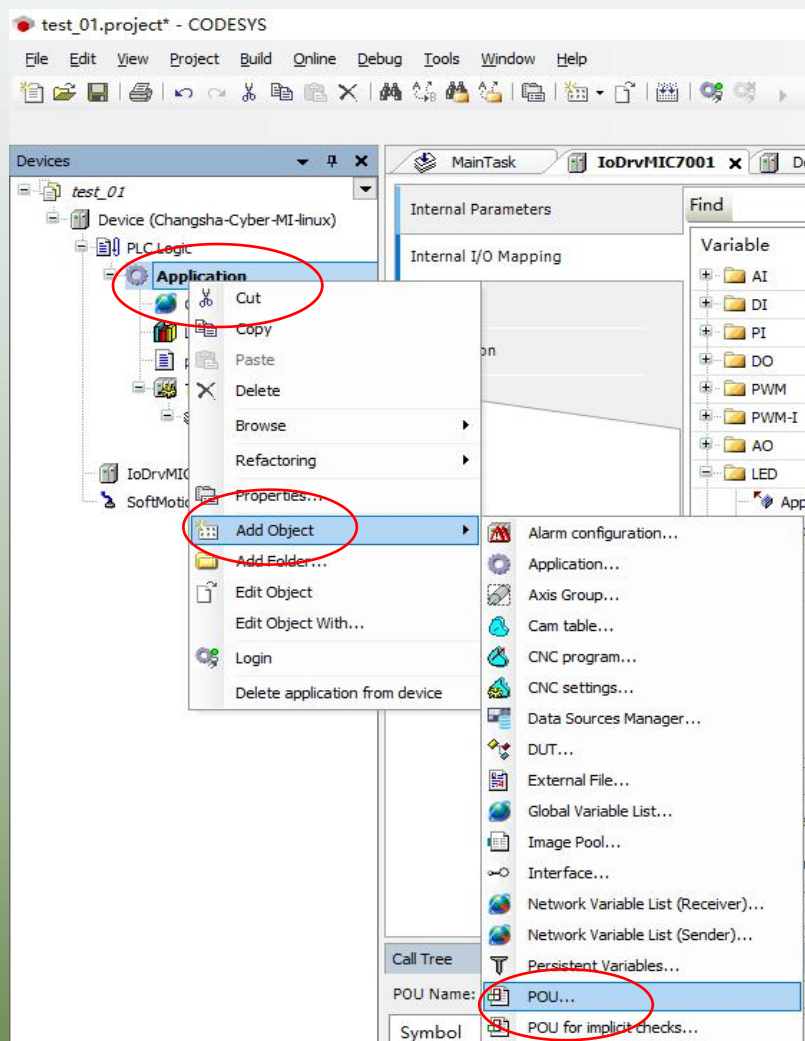 test_01.project* - CODESYS
File Edit View Project Build Online Debug Tools Window Help
Devices
MainTask
IoDrvMIC7001
test_01
Device (Changsha-Cyber-MI-linux)
PLC Logic
Application
IoDrvMIC
SoftMotio
Internal Parameters
Internal I/O Mapping
on
Find
Variable
AI
DI
PI
DO
PWM
PWM-I
AO
LED
App
Cut
Copy
Paste
Delete
Browse
Refactoring
Properties...
Add Object
Add Folder...
Edit Object
Edit Object With...
Login
Delete application from device
Alarm configuration...
Application...
Axis Group...
Cam table...
CNC program...
CNC settings...
Data Sources Manager...
DUT...
External File...
Global Variable List...
Image Pool...
Interface...
Network Variable List (Receiver)...
Network Variable List (Sender)...
Persistent Variables...
POU...
POU for implicit checks...
Call Tree
POU Name:
Symbol